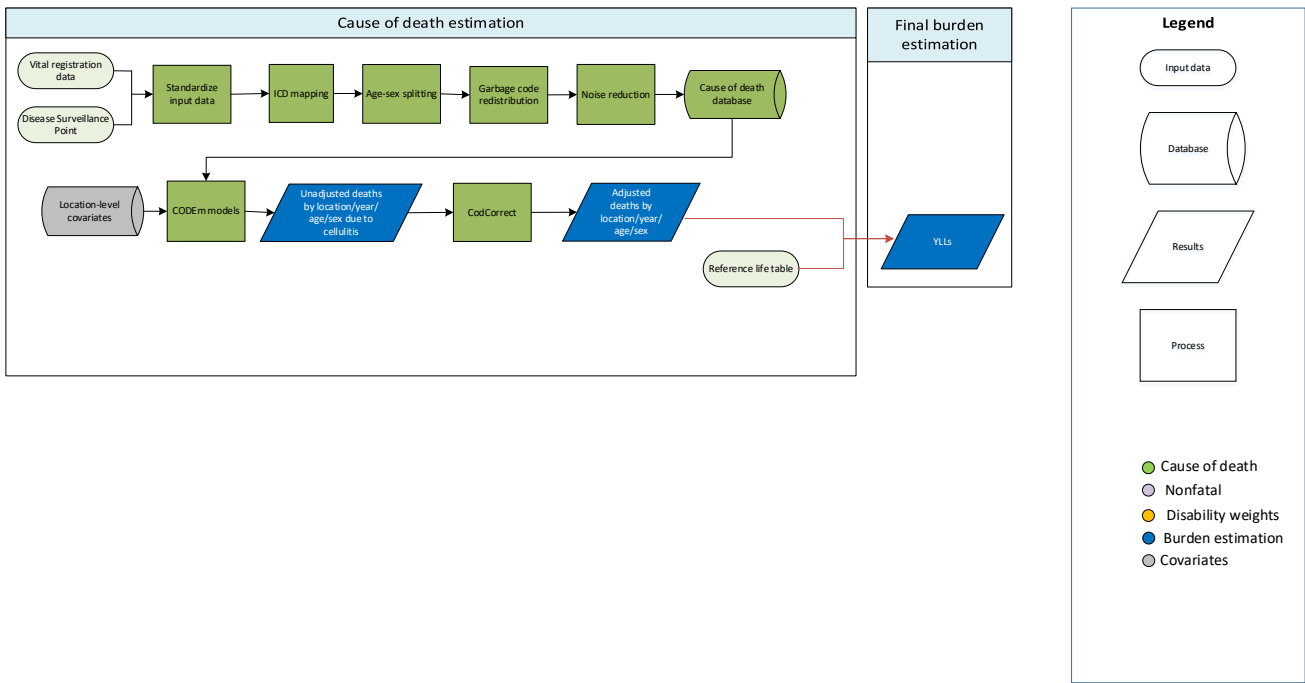 Cause of death estimation
Final burden
estimation
Legend
Vital registration
data
Disease Surveillance
Point
Standardize
input data
ICD mapping
Age-sex splitting
Garbage code
redistribution
Noise reduction
Cause of death
database
Location-level
covariates
CODEm models
Unadjusted deaths
by location/year/
age/sex due to
cellulitis
CodCorrect
Adjusted
deaths by
location/year/
age/sex
Reference life table
YLLs
Input data
Database
Results
Process
Cause of death
Nonfatal
Disability weights
Burden estimation
Covariates